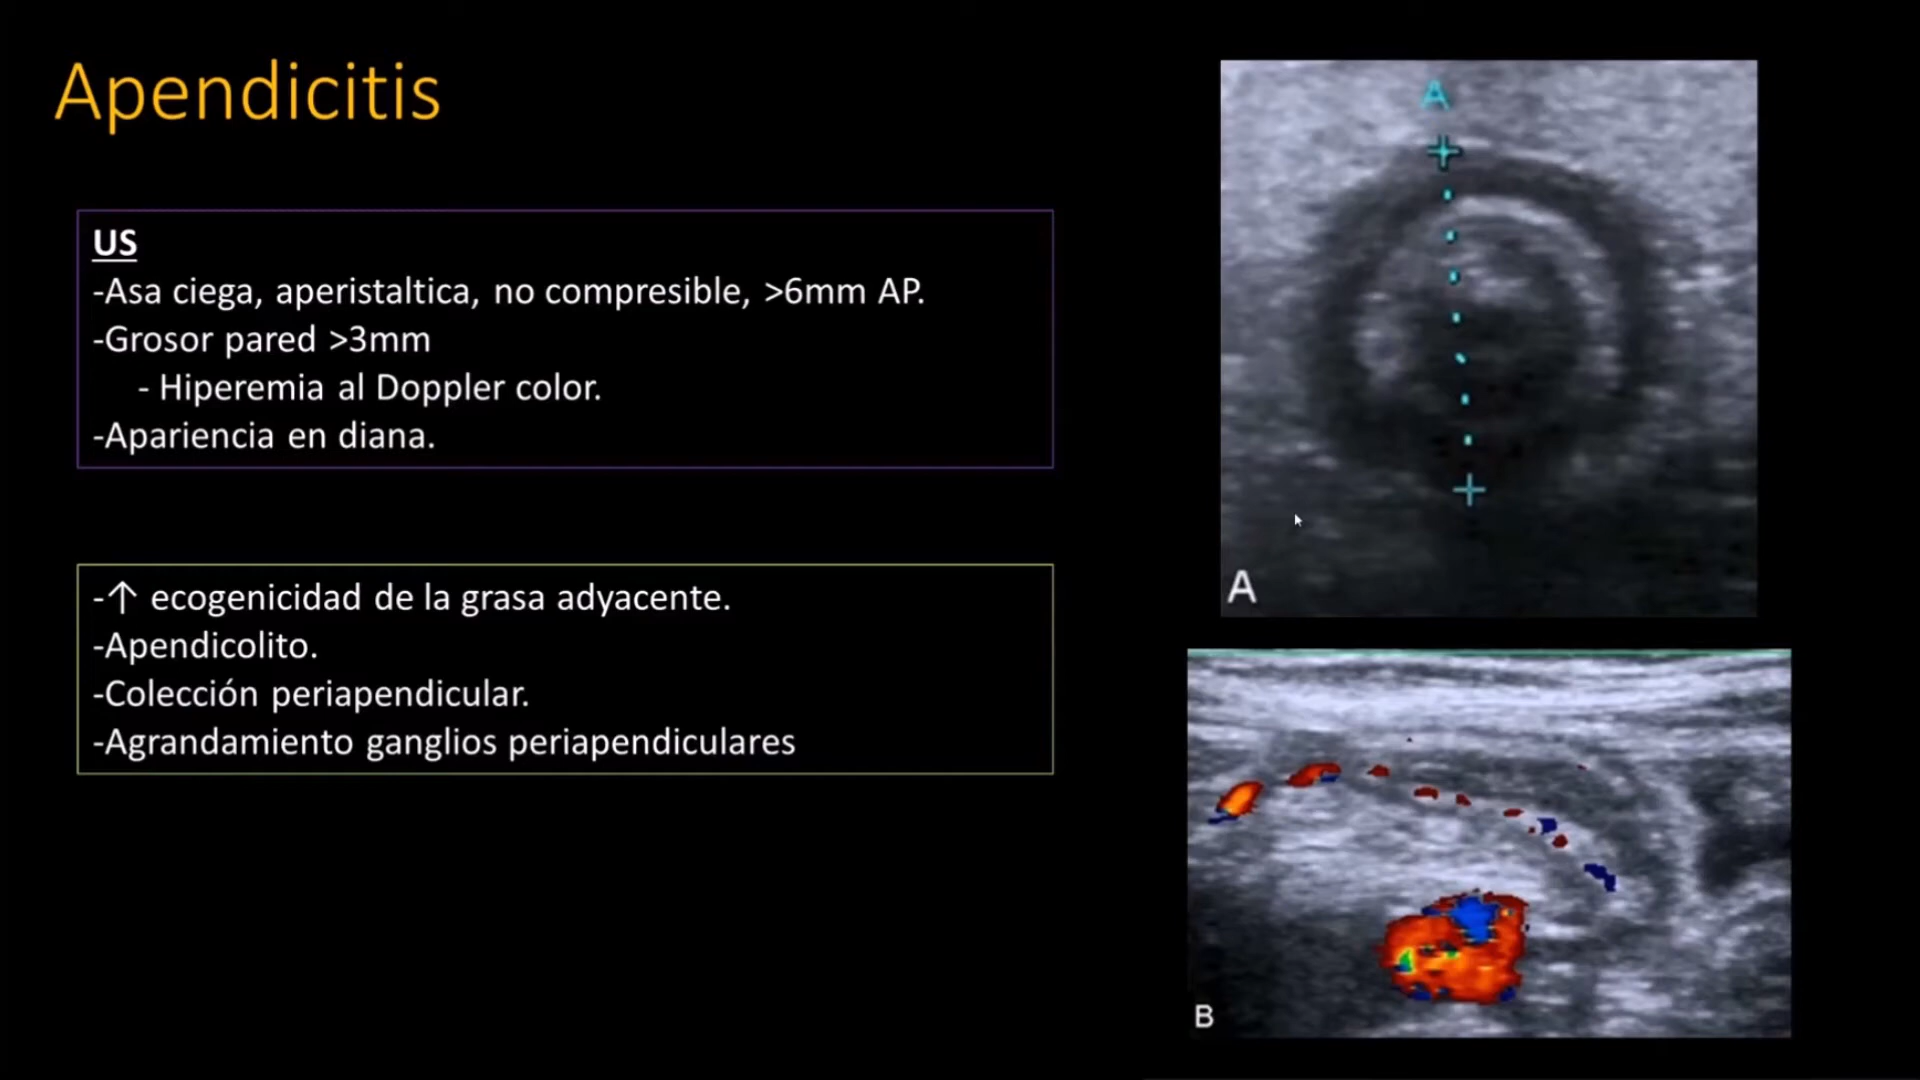 Apendicitis
US
-Asa ciega, aperistaltica, no compresible, >6mm AP.
-Grosor pared >3mm
- Hiperemia al Doppler color.
-Apariencia en diana.
-↑ ecogenicidad de la grasa adyacente.
-Apendicolito.
-Colección periapendicular.
-Agrandamiento ganglios periapendiculares
A
A
B